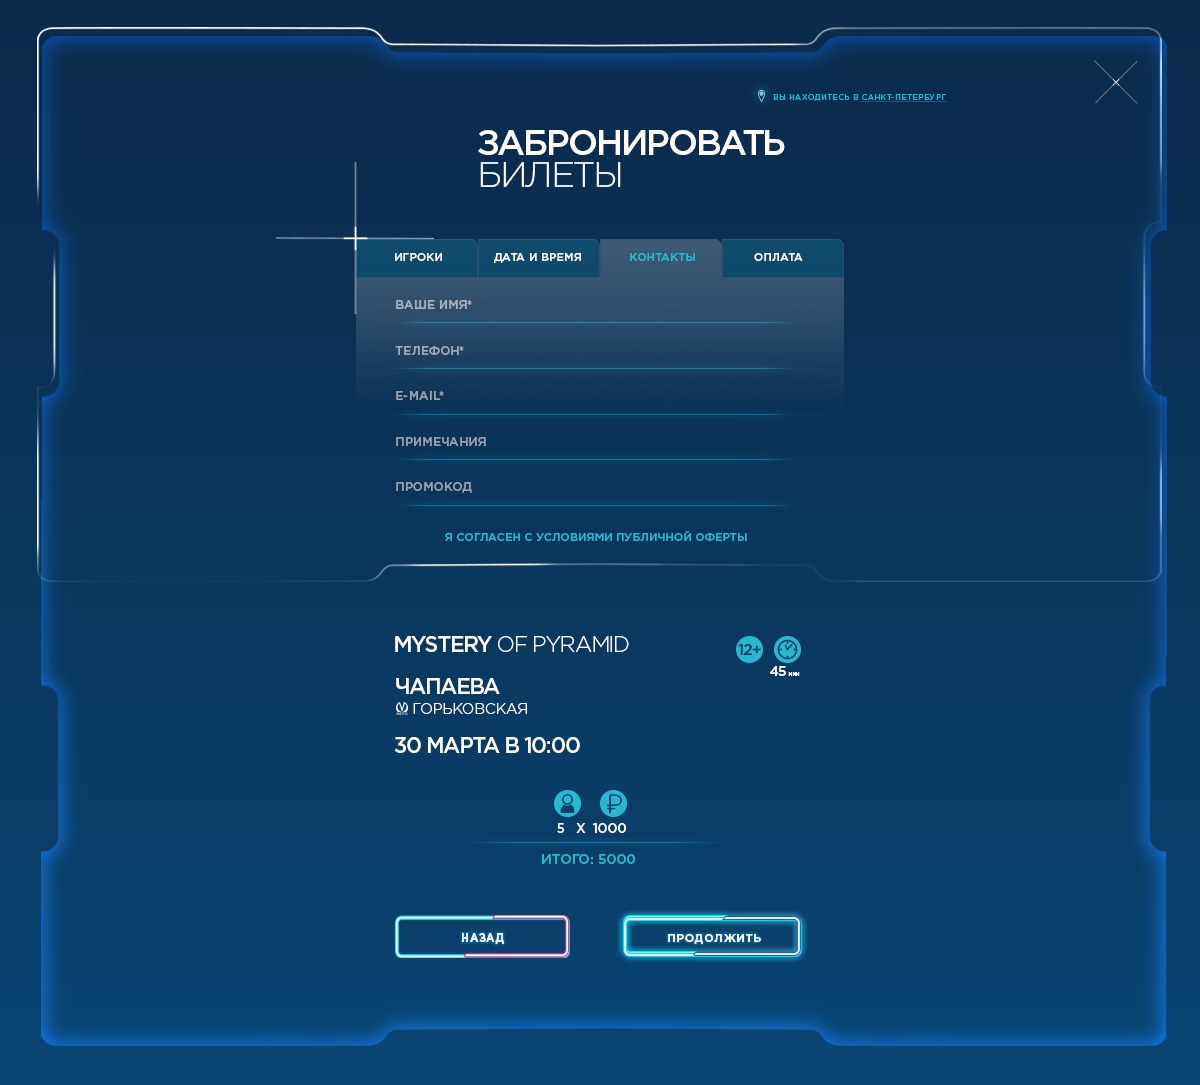 ВЫ НАХОДИТЕСЬ В САНКТ-ПЕТЕРБУРГ
ЗАБРОНИРОВАТЬ
БИЛЕТЫ
ИГРОКИ ДАТА И ВРЕМЯ КОНТАКТЫ ОПЛАТА
ВАШЕ ИМЯ*
ТЕЛЕФОН*
E-MAIL*
ПРИМЕЧАНИЯ
ПРОМОКОД
Я СОГЛАСЕН С УСЛОВИЯМИ ПУБЛИЧНОЙ ОФЕРТЫ
MYSTERY OF PYRAMID
12+
45 мин
ЧАПАЕВА
ГОРЬКОВСКАЯ
30 МАРТА В 10:00
5 X 1000
ИТОГО: 5000
НАЗАД ПРОДОЛЖИТЬ